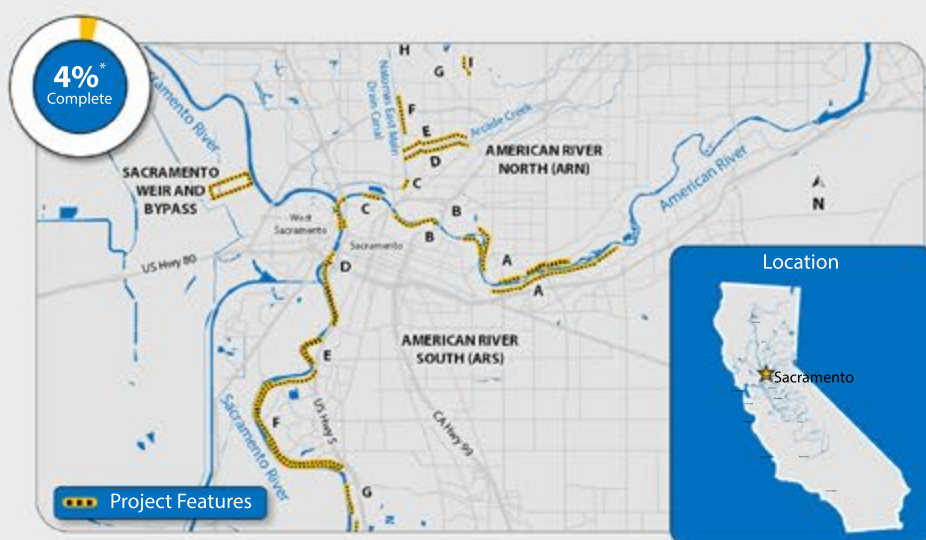 4%*
Complete
Sacramento River
H
G
I
Natomas East Main
Drain Canal
F
E
Arcade Creek
D
AMERICAN RIVER
NORTH (ARN)
SACRAMENTO
WEIR AND
BYPASS
C
American River
N
West
Sacramento
C
B
Sacramento
B
US Hwy 80
D
A
A
AMERICAN RIVER
SOUTH (ARS)
E
Sacramento River
F
US Hwy 5
CA Hwy 99
G
Project Features
Location
Sacramento